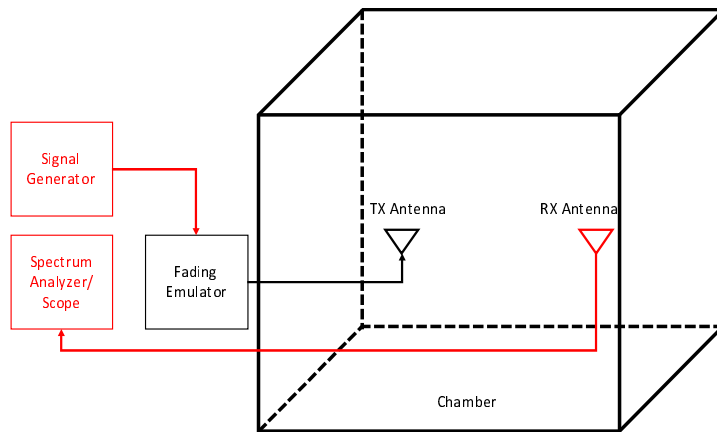 Signal
Generator
Spectrum
Analyzer/
Scope
Fading
Emulator
TX Antenna
RX Antenna
Chamber